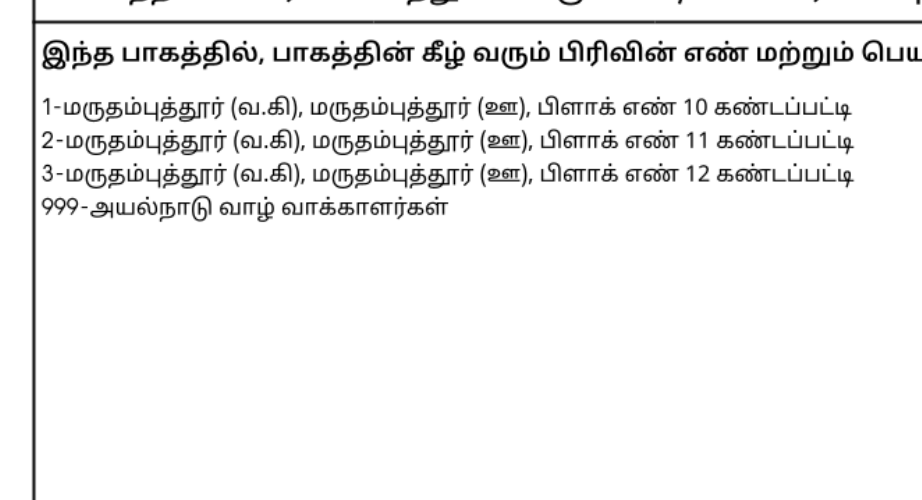 இந்த பாகத்தில், பாகத்தின் கீழ் வரும் பிரிவின் எண் மற்றும்
1-மருதம்புத்தூர் (வ.கி), மருதம்புத்தூர் (ஊ), பிளாக் எண் 10 கண்டப்பட்டி
2-மருதம்புத்தூர் (வ.கி), மருதம்புத்தூர் (ஊ), பிளாக் எண் 11 கண்டப்பட்டி
3-மருதம்புத்தூர் (வ.கி), மருதம்புத்தூர் (ஊ), பிளாக் எண் 12 கண்டப்பட்டி
999-அயல்நாடு வாழ் வாக்காளர்கள்